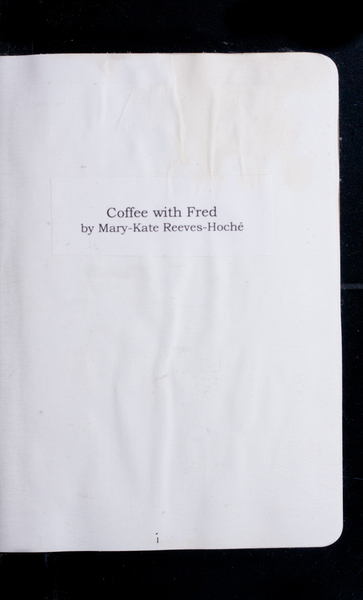 Coffee with Fred
by Mary-Kate Reeves-Hoché
i